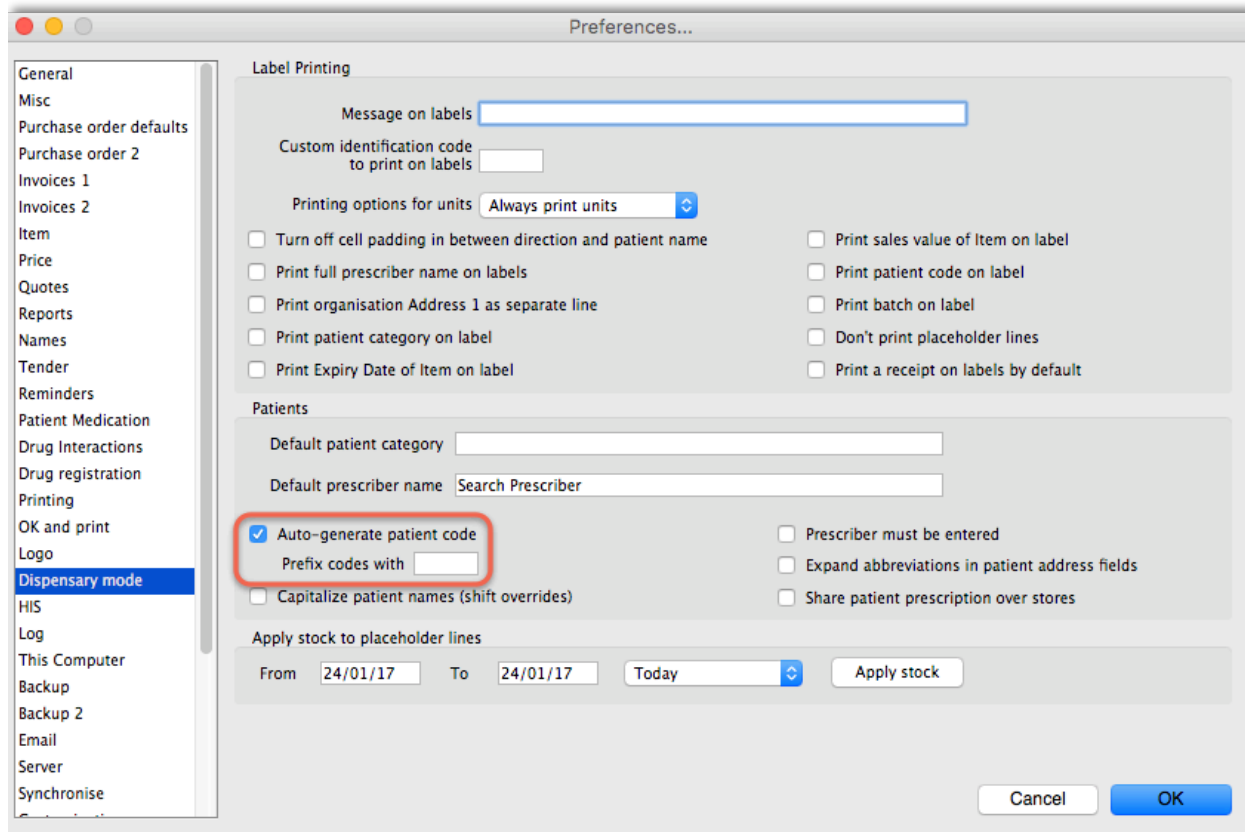 Preferences...
General
Misc
Purchase order defaults
Purchase order 2
Invoices 1
Invoices 2
Item
Price
Quotes
Reports
Names
Tender
Reminders
Patient Medication
Drug Interactions
Drug registration
Printing
OK and print
Logo
Dispensary mode
HIS
Log
This Computer
Backup
Backup 2
Email
Server
Synchronise
Label Printing
Message on labels
Custom identification code
to print on labels
Printing options for units Always print units
Turn off cell padding in between direction and patient name
Print sales value of Item on label
Print full prescriber name on labels
Print patient code on label
Print organisation Address 1 as separate line
Print batch on label
Print patient category on label
Don't print placeholder lines
Print Expiry Date of Item on label
Print a receipt on labels by default
Patients
Default patient category
Default prescriber name Search Prescriber
Auto-generate patient code
Prescriber must be entered
Prefix codes with
Expand abbreviations in patient address fields
Capitalize patient names (shift overrides)
Share patient prescription over stores
Apply stock to placeholder lines
From 24/01/17 To 24/01/17 Today Apply stock
Cancel OK